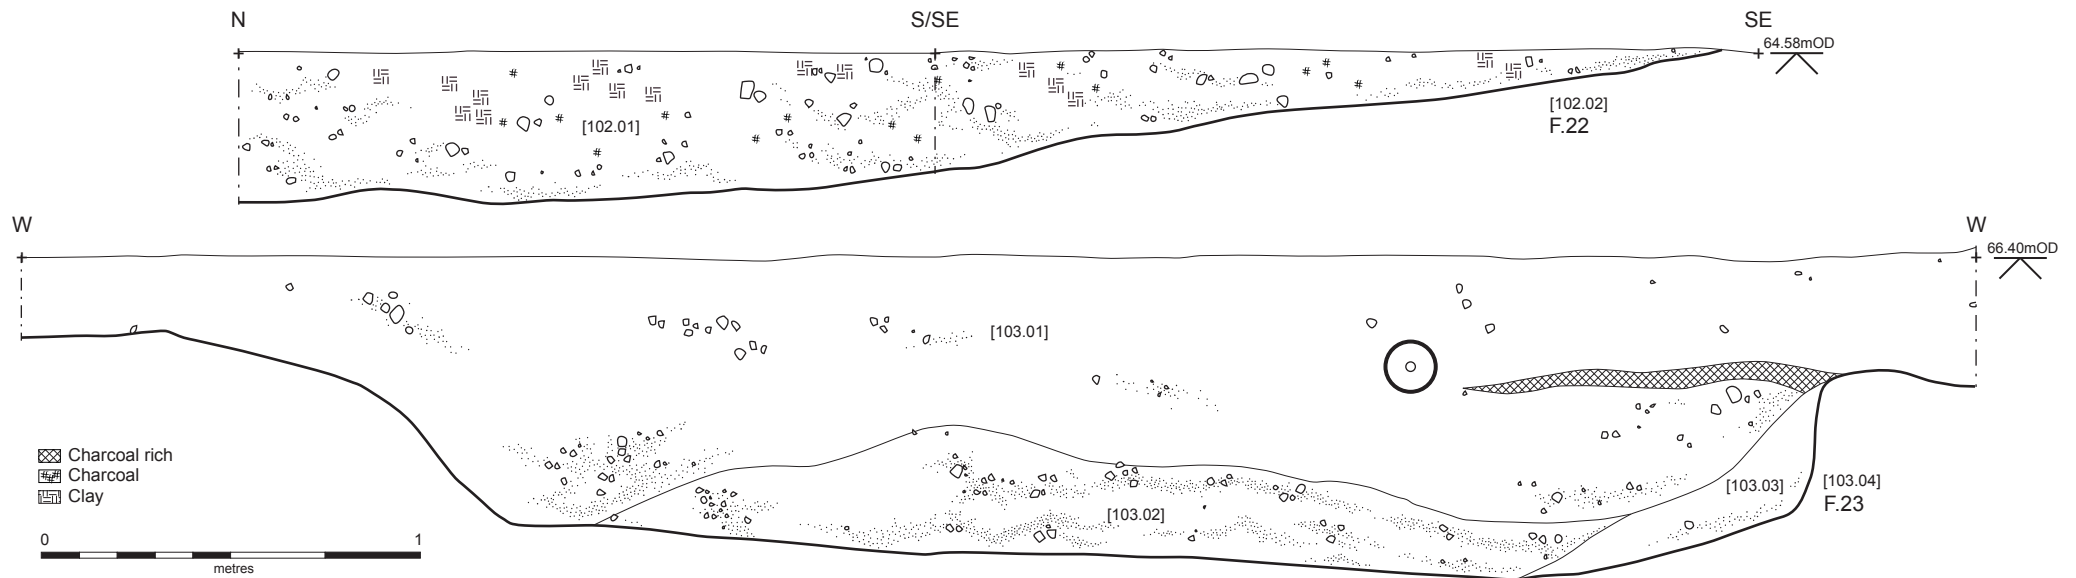 N S/SE SE
64.58mOD
[102.01]
[102.02]
F.22
W W
66.40mOD
[103.01]
[103.02]
[103.03]
[103.04]
F.23
Charcoal rich
Charcoal
Clay
0 1
metres